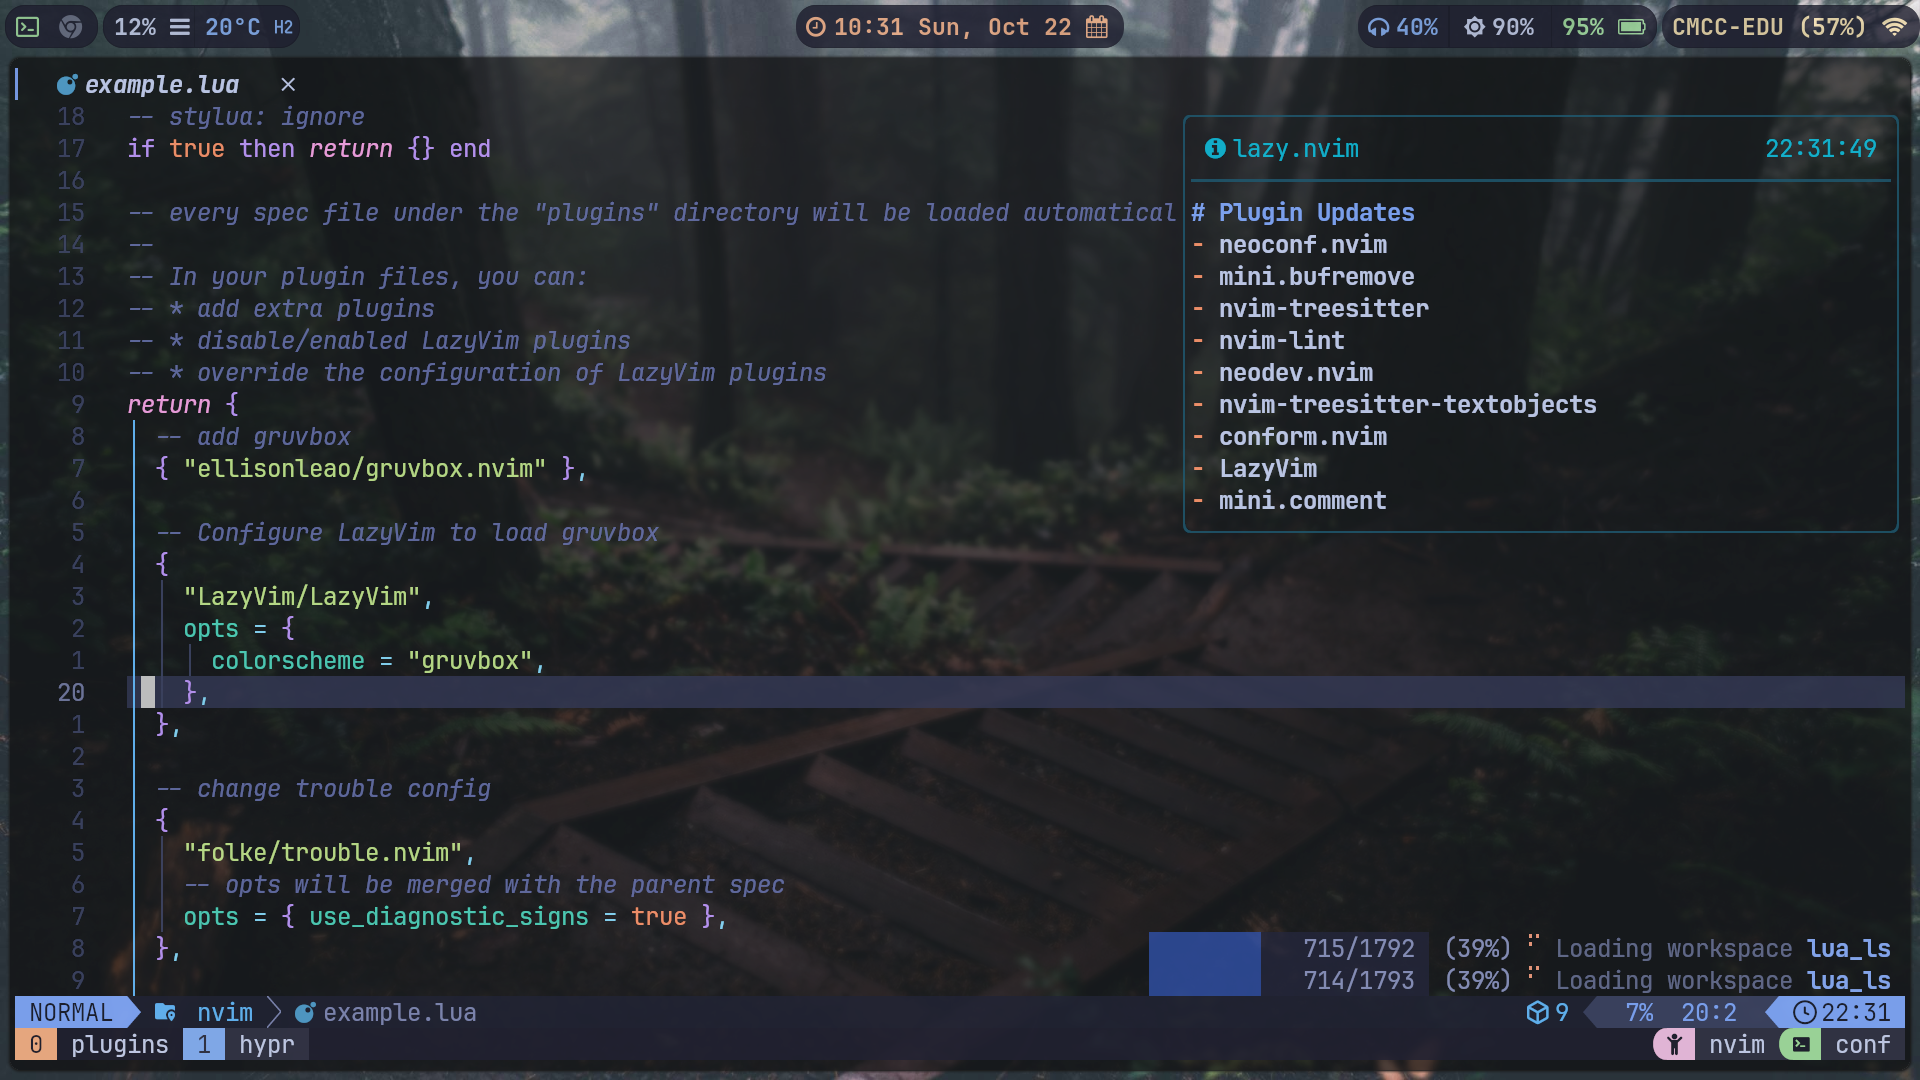 12% 20°C H2
10:31 Sun, Oct 22
40% 90% 95% CMCC-EDU (57%)
example.lua ×
18 -- stylua: ignore
17 if true then return {} end
16
15 -- every spec file under the "plugins" directory will be loaded automatical
14 --
13 -- In your plugin files, you can:
12 -- * add extra plugins
11 -- * disable/enabled LazyVim plugins
10 -- * override the configuration of LazyVim plugins
9 return {
8 -- add gruvbox
7 { "ellisonleao/gruvbox.nvim" },
6
5 -- Configure LazyVim to load gruvbox
4 {
3 "LazyVim/LazyVim",
2 opts = {
1 colorscheme = "gruvbox",
20 },
1 },
2
3 -- change trouble config
4 {
5 "folke/trouble.nvim",
6 -- opts will be merged with the parent spec
7 opts = { use_diagnostic_signs = true },
8 },
9
lazy.nvim 22:31:49
# Plugin Updates
- neoconf.nvim
- mini.bufremove
- nvim-treesitter
- nvim-lint
- neodev.nvim
- nvim-treesitter-textobjects
- conform.nvim
- LazyVim
- mini.comment
715/1792 (39%) Loading workspace lua_ls
714/1793 (39%) Loading workspace lua_ls
NORMAL nvim example.lua 9 7% 20:2 22:31
0 plugins 1 hypr nvim conf